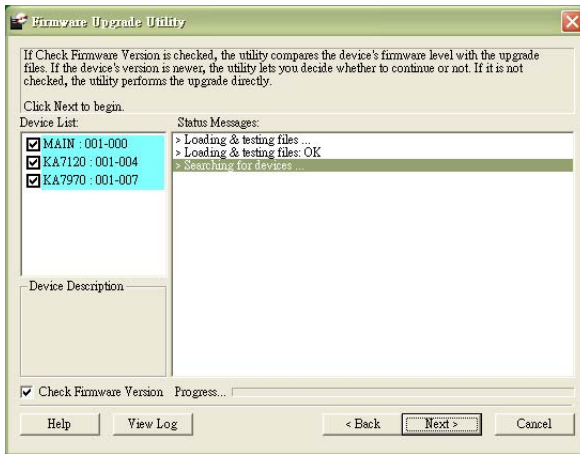 Firmware Upgrade Utility
If Check Firmware Version is checked, the utility compares the device's firmware level with the upgrade
files. If the device's version is newer, the utility lets you decide whether to continue or not. If it is not
checked, the utility performs the upgrade directly.
Click Next to begin.
Device List:
Status Messages:
MAIN : 001-000
KA7120 : 001-004
KA7970 : 001-007
> Loading & testing files ...
> Loading & testing files: OK
> Searching for devices ...
Device Description
Check Firmware Version
Progress...
Help
View Log
< Back
Next >
Cancel